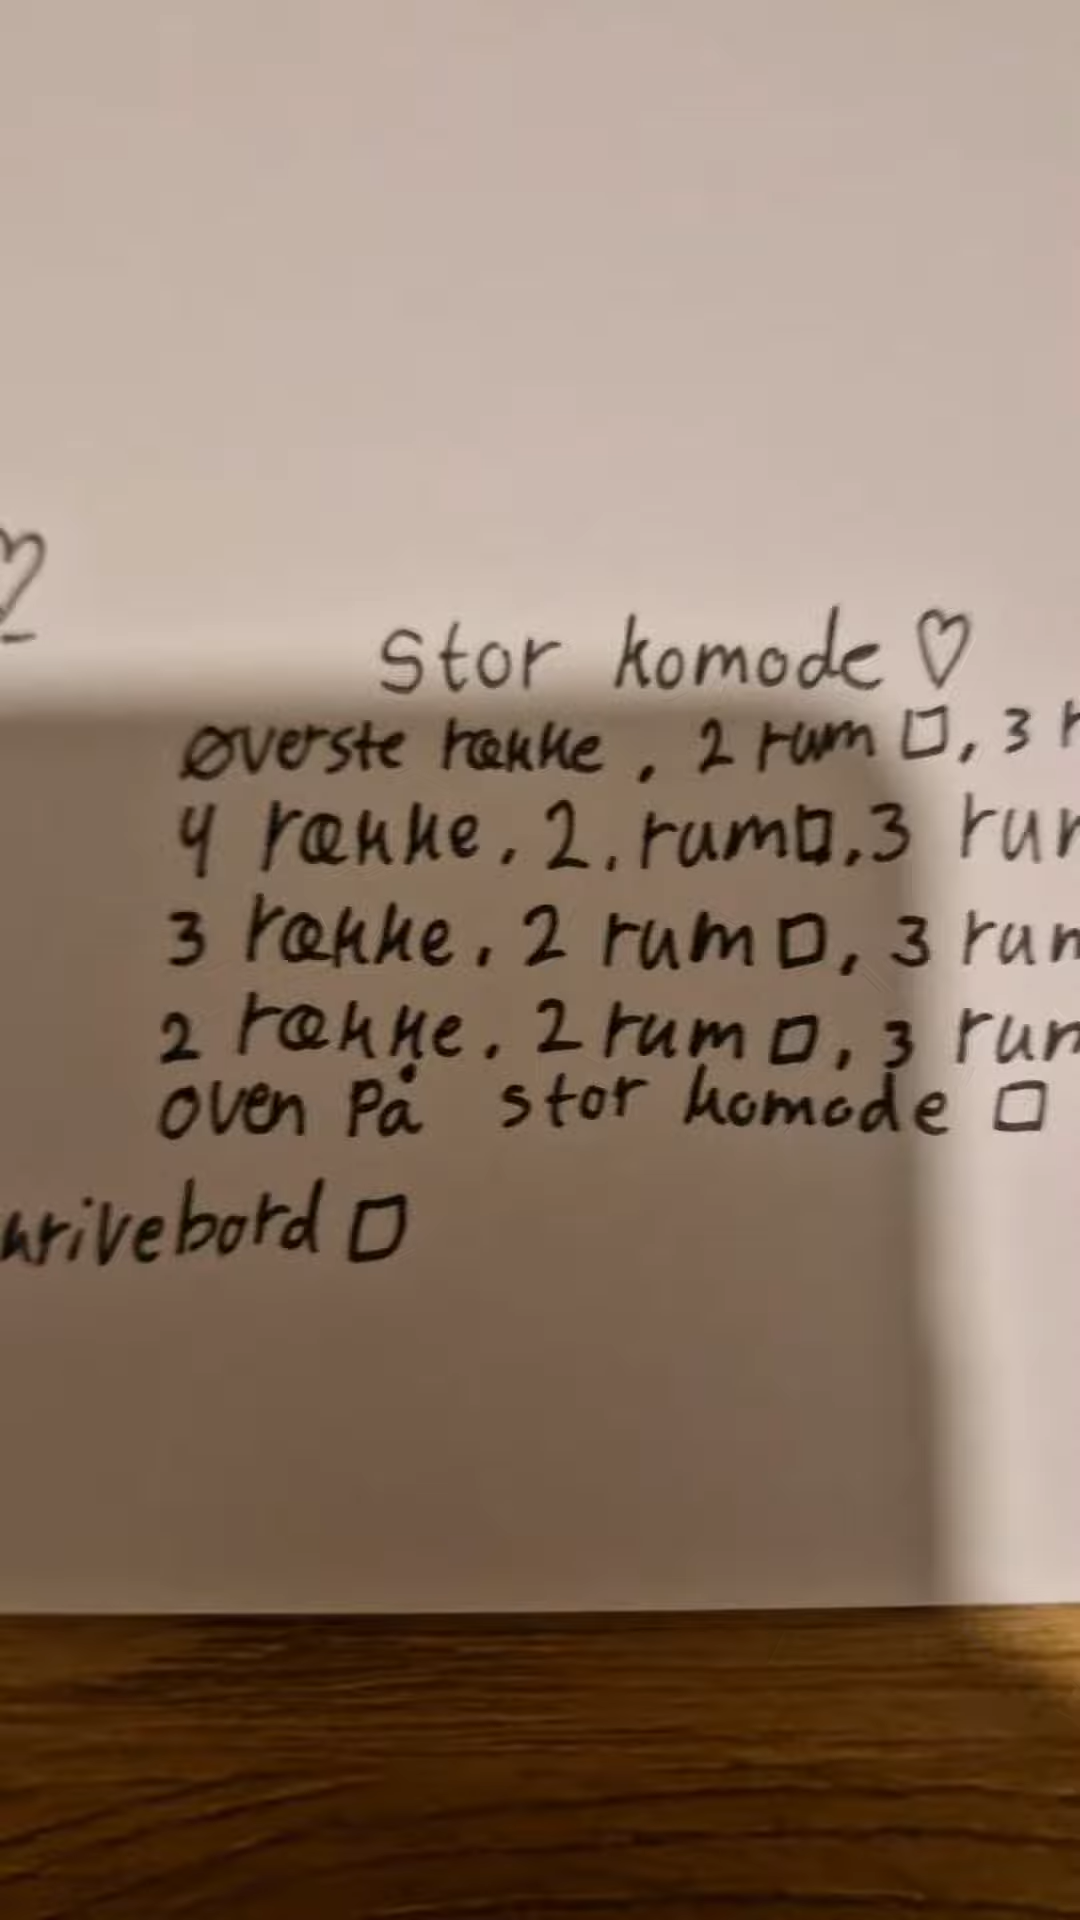 ♡
Stor komode ♡
øverste række, 2 rum □, 3
4 række, 2. rum □, 3
3 række, 2 rum □, 3
2 række, 2 rum □, 3
oven På stor komode □
□